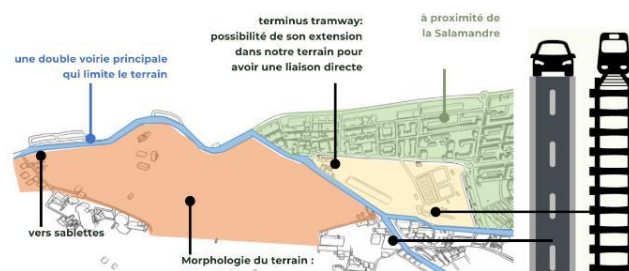 une double voirie principale
qui limite le terrain
terminus tramway:
possibilité de son extension
dans notre terrain pour
avoir une liaison directe
à proximité de
la Salamandre
vers sablettes
Morphologie du terrain :